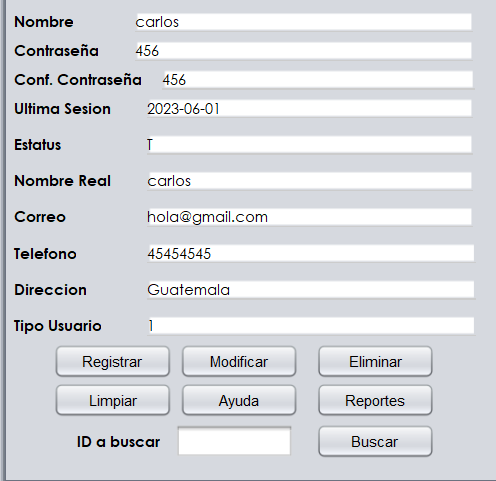 Nombre carlos
Contraseña 456
Conf. Contraseña 456
Ultima Sesion 2023-06-01
Estatus T
Nombre Real carlos
Correo hola@gmail.com
Telefono 45454545
Direccion Guatemala
Tipo Usuario 1
Registrar Modificar Eliminar
Limpiar Ayuda Reportes
ID a buscar Buscar